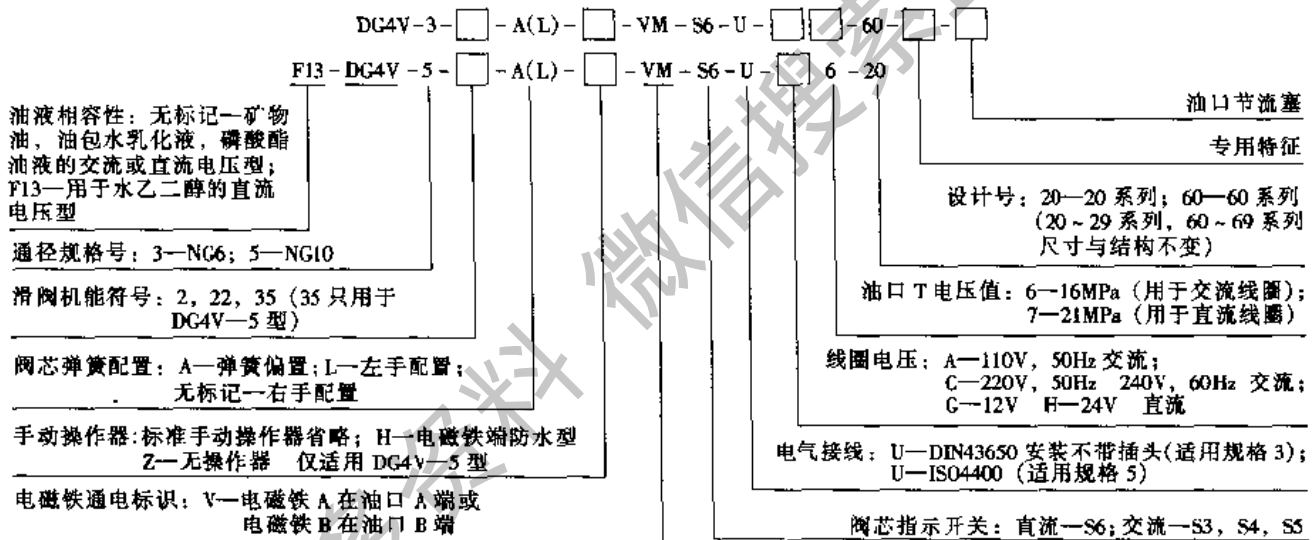 DG4V-3-□-A(L)-□-VM-S6-U-□□-60-□-□
F13-DG4V-5-□-A(L)-□-VM-S6-U-□6-20
油液相容性：无标记—矿物
油，油包水乳化液，磷酸酯
油液的交流或直流电压型；
F13—用于水乙二醇的直流
电压型
通径规格号：3—NG6；5—NG10
滑阀机能符号：2，22，35（35只用于
DG4V—5型）
阀芯弹簧配置：A—弹簧偏置；L—左手配置；
无标记—右手配置
手动操作器:标准手动操作器省略；H—电磁铁端防水型
Z—无操作器 仅适用DG4V—5型
电磁铁通电标识：V—电磁铁A在油口A端或
电磁铁B在油口B端
油口节流塞
专用特征
设计号：20—20系列；60—60系列
（20~29系列，60~69系列
尺寸与结构不变）
油口T电压值：6—16MPa（用于交流线圈）；
7—21MPa（用于直流线圈）
线圈电压：A—110V，50Hz交流；
C—220V，50Hz 240V，60Hz 交流；
G—12V H—24V 直流
电气接线：U—DIN43650安装不带插头(适用规格3)；
U—ISO4400（适用规格5）
阀芯指示开关：直流—S6；交流—S3，S4，S5
微信搜索
资料